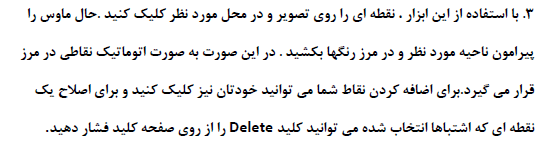 ۳. با استفاده از این ابزار ، نقطه ای را روی تصویر و در محل مورد نظر کلیک کنید .حال ماوس را
پیرامون ناحیه مورد نظر و در مرز رنگها بکشید . در این صورت به صورت اتوماتیک نقاطی در مرز
قرار می گیرد.برای اضافه کردن نقاط شما می توانید خودتان نیز کلیک کنید و برای اصلاح یک
نقطه ای که اشتباها انتخاب شده می توانید کلید Delete را از روی صفحه کلید فشار دهید.